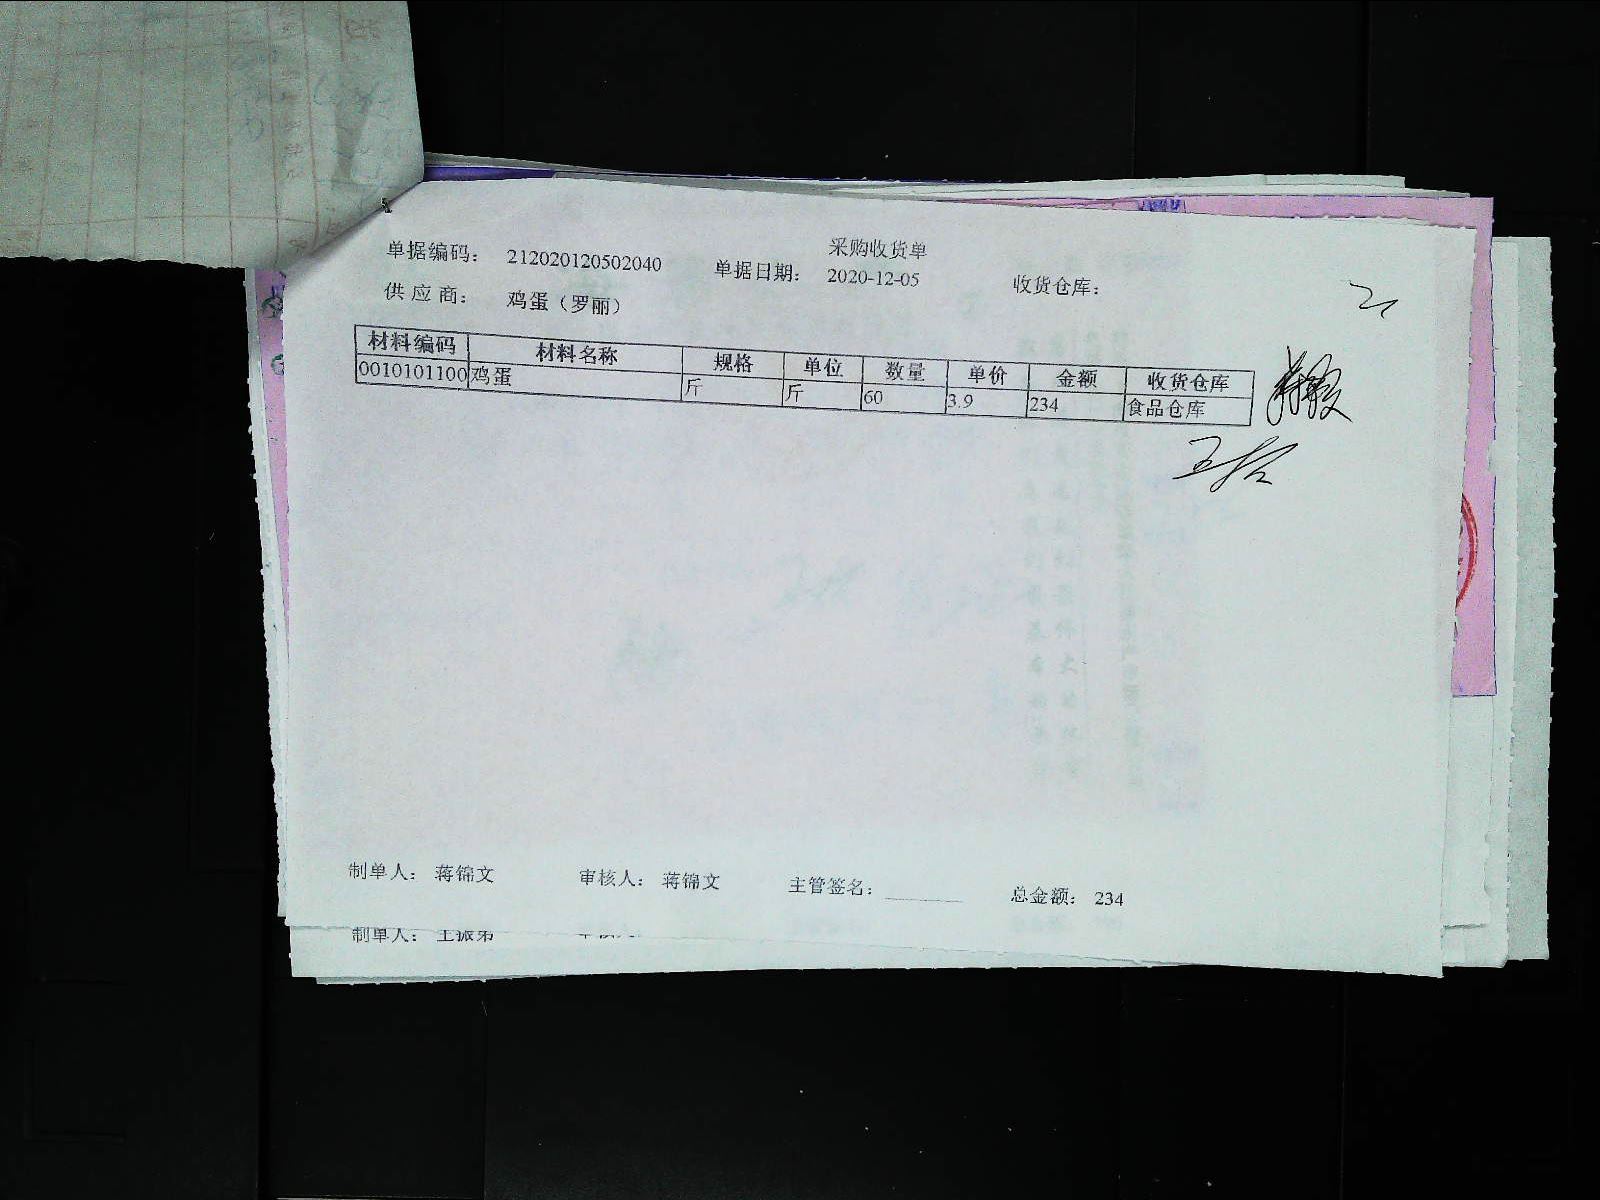 采购收货单
单据编码： 212020120502040 单据日期： 2020-12-05 收货仓库：
供 应 商： 鸡蛋（罗丽）
材料编码 材料名称 规格 单位 数量 单价 金额 收货仓库
0010101100 鸡蛋 斤 斤 60 3.9 234 食品仓库
制单人： 蒋锦文 审核人： 蒋锦文 主管签名： 总金额： 234
制单人： 王振弟